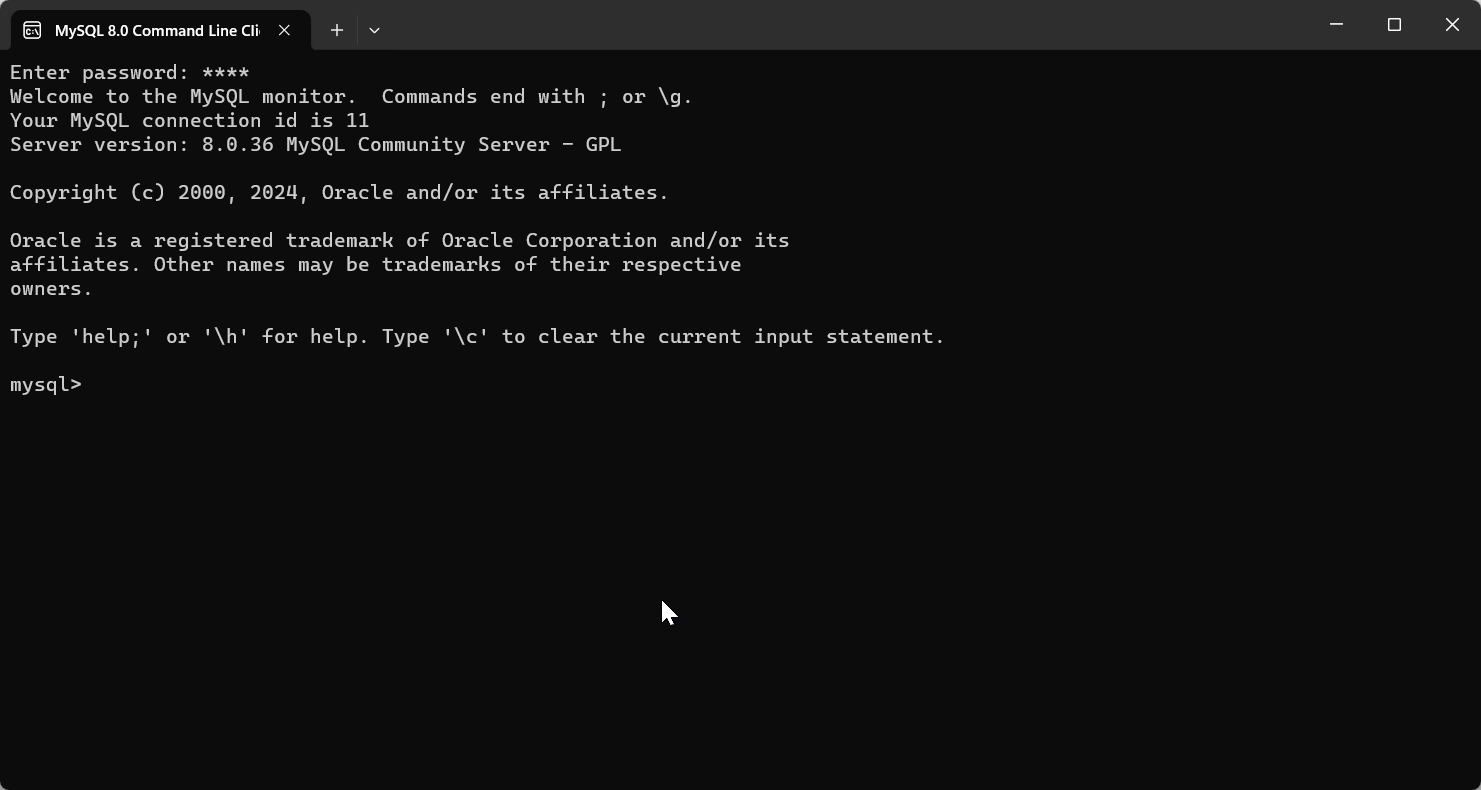 MySQL 8.0 Command Line Cli
Enter password: ****
Welcome to the MySQL monitor.  Commands end with ; or \g.
Your MySQL connection id is 11
Server version: 8.0.36 MySQL Community Server - GPL
Copyright (c) 2000, 2024, Oracle and/or its affiliates.
Oracle is a registered trademark of Oracle Corporation and/or its
affiliates. Other names may be trademarks of their respective
owners.
Type 'help;' or '\h' for help. Type '\c' to clear the current input statement.
mysql>